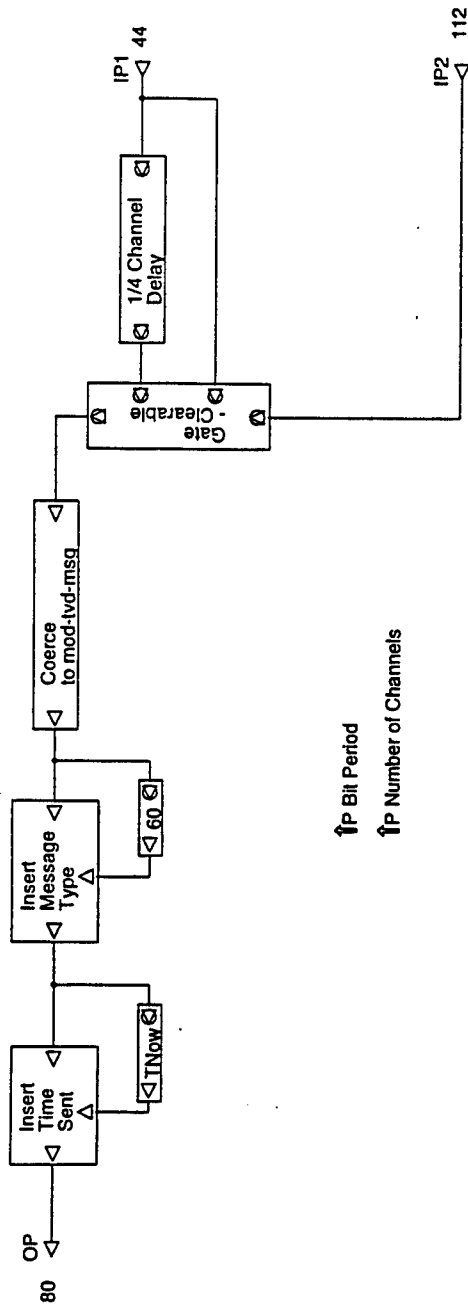 IP1 44
1/4 Channel
Delay
Gate
- Clearable
IP2 112
Coerce
to mod-tvd-msg
60
Insert
Message
Type
TNow
Insert
Time
Sent
OP
80
⇑P Bit Period
⇑P Number of Channels